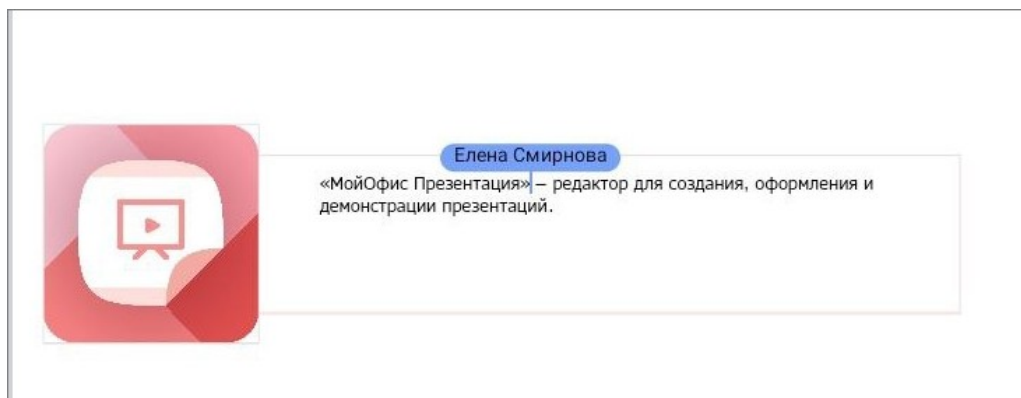 Елена Смирнова
«МойОфис Презентация» – редактор для создания, оформления и
демонстрации презентаций.